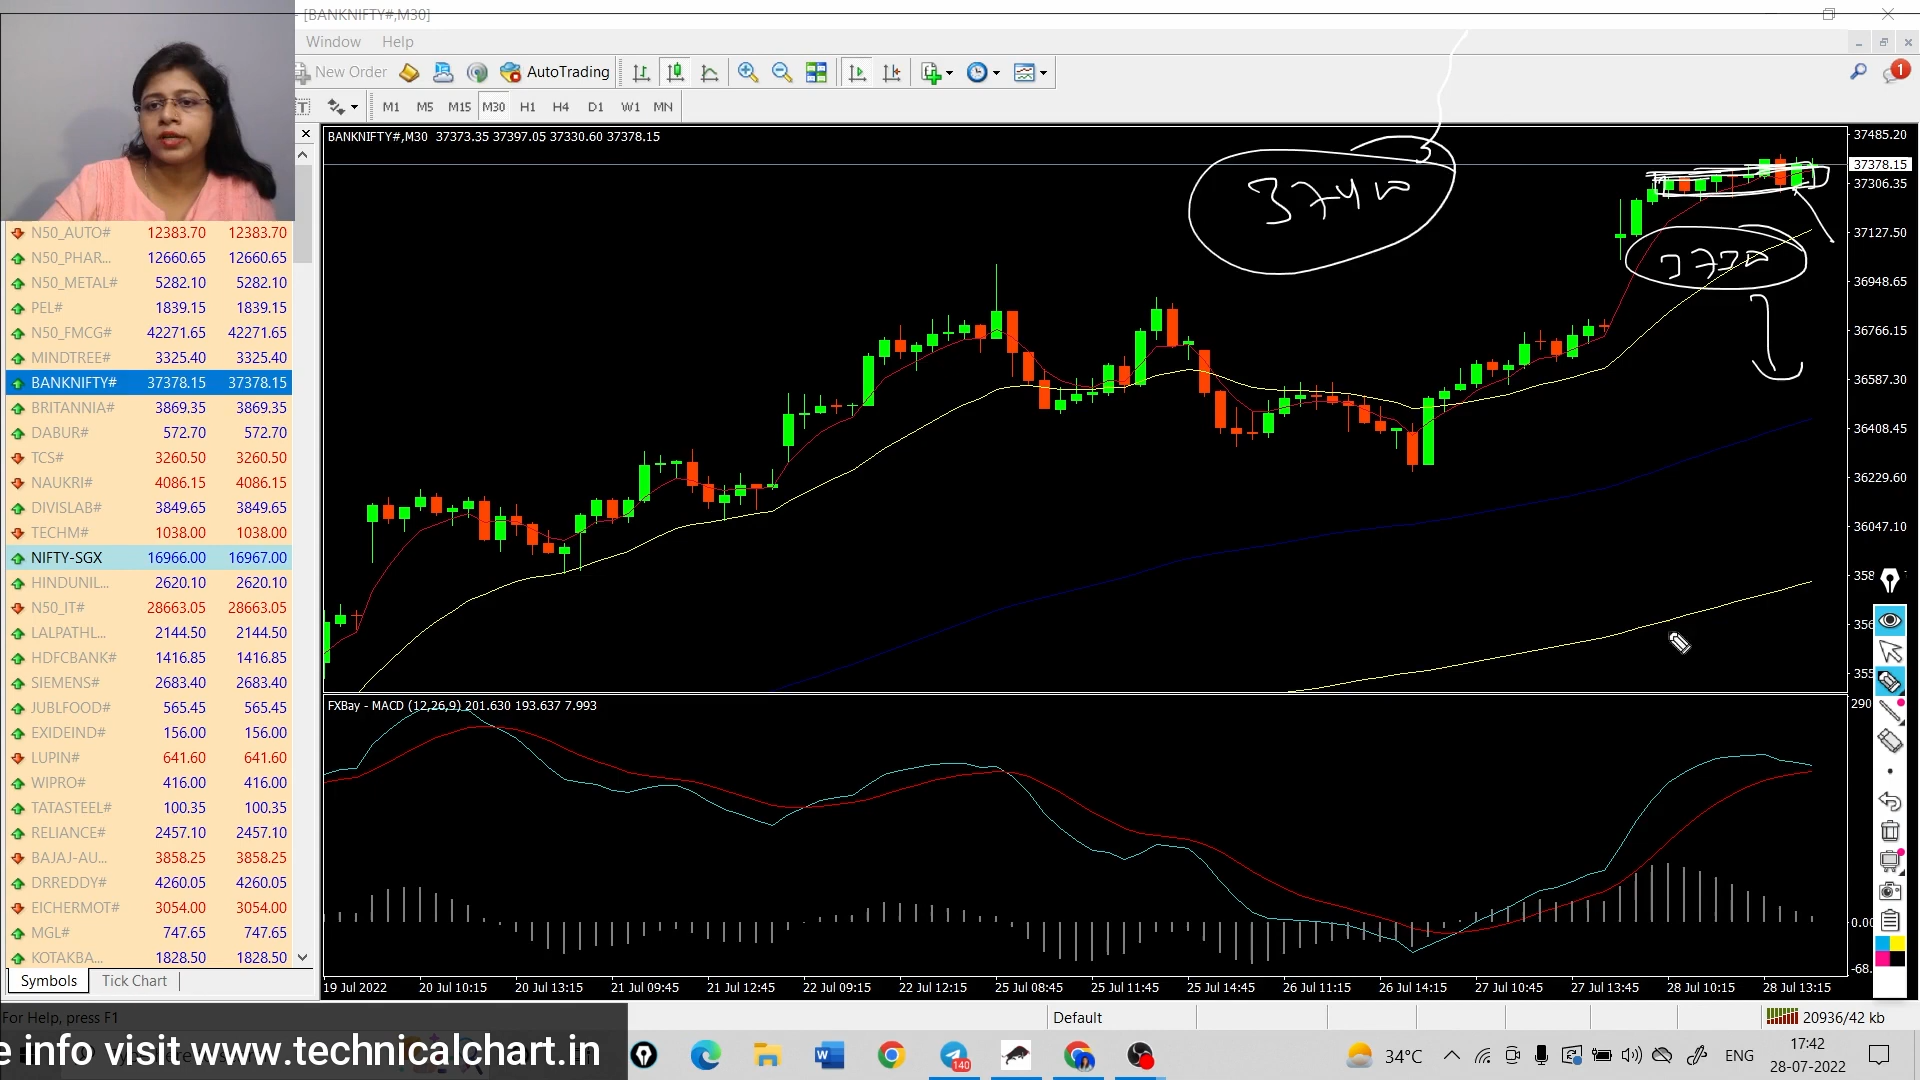 - [BANKNIFTY#,M30]
Window Help
New Order AutoTrading 1
T M1 M5 M15 M30 H1 H4 D1 W1 MN
BANKNIFTY#,M30 37373.35 37397.05 37330.60 37378.15
37400
37485.20
37378.15
37306.35
37127.50
36948.65
36766.15
36587.30
36408.45
36229.60
36047.10
358
356
355
N50_AUTO# 12383.70 12383.70
N50_PHAR... 12660.65 12660.65
N50_METAL# 5282.10 5282.10
PEL# 1839.15 1839.15
N50_FMCG# 42271.65 42271.65
MINDTREE# 3325.40 3325.40
BANKNIFTY# 37378.15 37378.15
BRITANNIA# 3869.35 3869.35
DABUR# 572.70 572.70
TCS# 3260.50 3260.50
NAUKRI# 4086.15 4086.15
DIVISLAB# 3849.65 3849.65
TECHM# 1038.00 1038.00
NIFTY-SGX 16966.00 16967.00
HINDUNIL... 2620.10 2620.10
N50_IT# 28663.05 28663.05
LALPATHL... 2144.50 2144.50
HDFCBANK# 1416.85 1416.85
SIEMENS# 2683.40 2683.40
JUBLFOOD# 565.45 565.45
EXIDEIND# 156.00 156.00
LUPIN# 641.60 641.60
WIPRO# 416.00 416.00
TATASTEEL# 100.35 100.35
RELIANCE# 2457.10 2457.10
BAJAJ-AU... 3858.25 3858.25
DRREDDY# 4260.05 4260.05
EICHERMOT# 3054.00 3054.00
MGL# 747.65 747.65
KOTAKBA... 1828.50 1828.50
Symbols Tick Chart
FXBay - MACD (12,26,9) 201.630 193.637 7.993
290
0.00
-68.
19 Jul 2022 20 Jul 10:15 20 Jul 13:15 21 Jul 09:45 21 Jul 12:45 22 Jul 09:15 22 Jul 12:15 25 Jul 08:45 25 Jul 11:45 25 Jul 14:45 26 Jul 11:15 26 Jul 14:15 27 Jul 10:45 27 Jul 13:45 28 Jul 10:15 28 Jul 13:15
For Help, press F1 Default 20936/42 kb
e info visit www.technicalchart.in
140
34°C ENG
17:42
28-07-2022